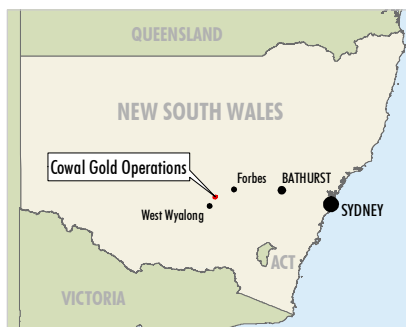 QUEENSLAND
NEW SOUTH WALES
Cowal Gold Operations
Forbes
BATHURST
West Wyalong
SYDNEY
ACT
VICTORIA